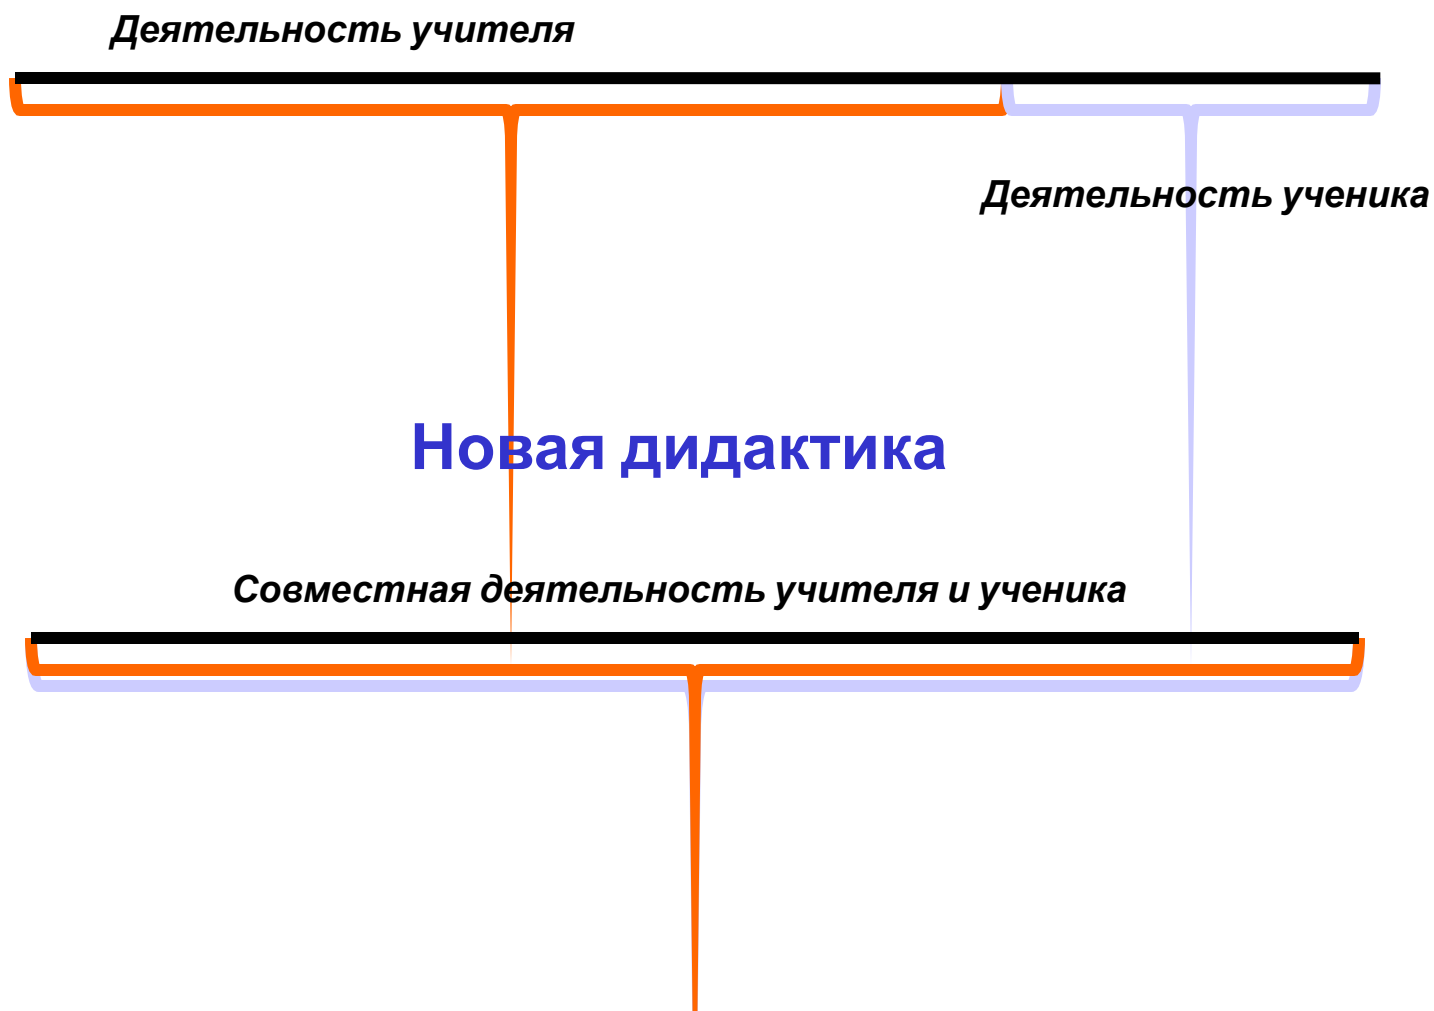 Деятельность учителя
Деятельность ученика
Новая дидактика
Совместная деятельность учителя и ученика